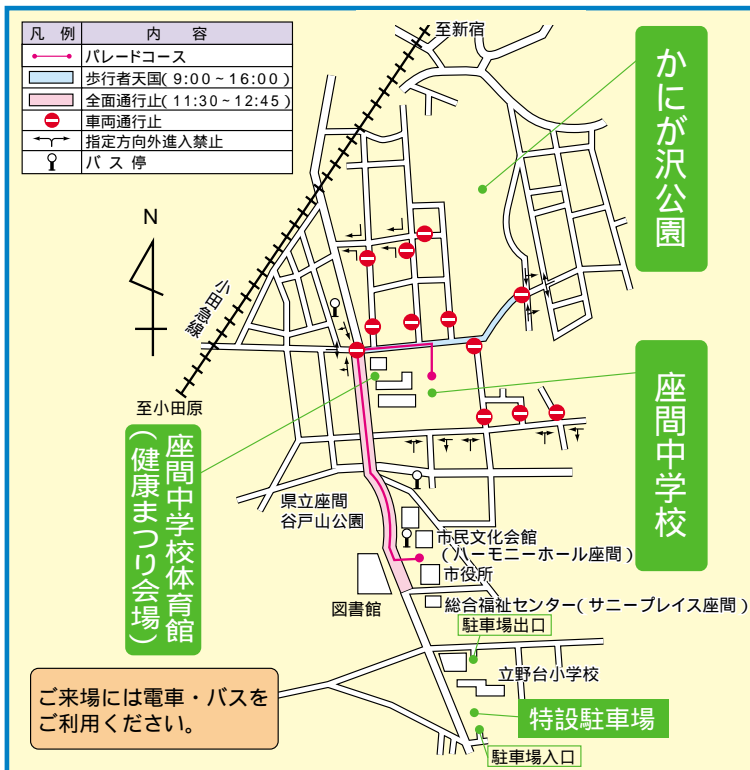 凡例 内容
パレードコース
歩行者天国(9:00~16:00)
全面通行止(11:30~12:45)
車両通行止
指定方向外進入禁止
バス停
至新宿
かにが沢公園
N
小田急線
至小田原
座間中学校
座間中学校体育館
(健康まつり会場)
県立座間
谷戸山公園
市民文化会館
(ハーモニーホール座間)
市役所
図書館
総合福祉センター(サニープレイス座間)
駐車場出口
立野台小学校
特設駐車場
駐車場入口
ご来場には電車・バスを
ご利用ください。